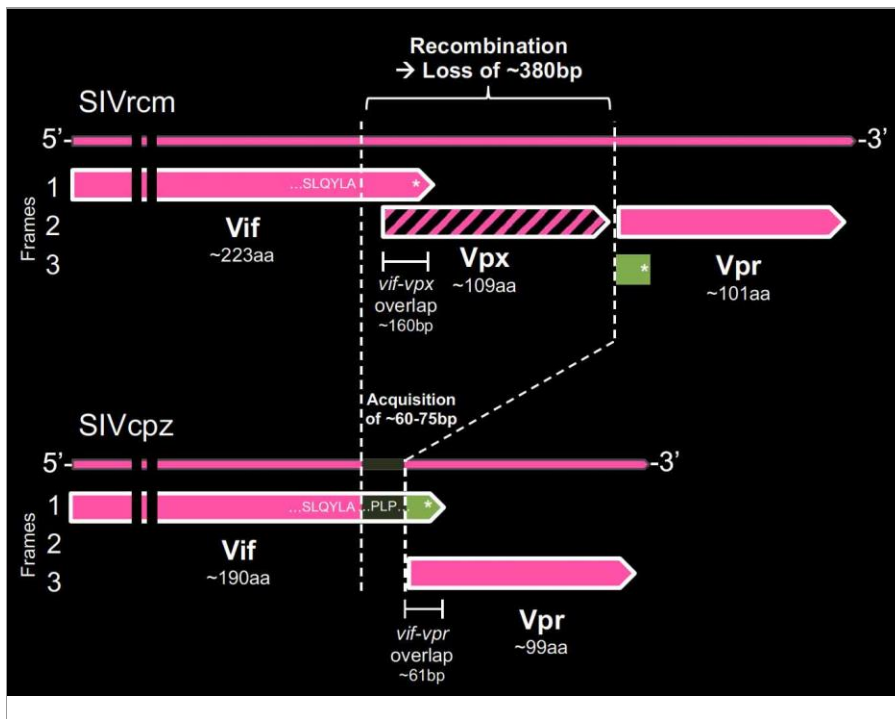 Recombination
→ Loss of ~380bp
SIVrcm
5'-
-3'
Frames
1
2
3
...SLQYLA
*
Vif
~223aa
Vpx
~109aa
*
Vpr
~101aa
vif-vpx
overlap
~160bp
Acquisition
of ~60-75bp
SIVcpz
5'-
-3'
Frames
1
2
3
...SLQYLA
..PLP..
*
Vif
~190aa
vif-vpr
overlap
~61bp
Vpr
~99aa